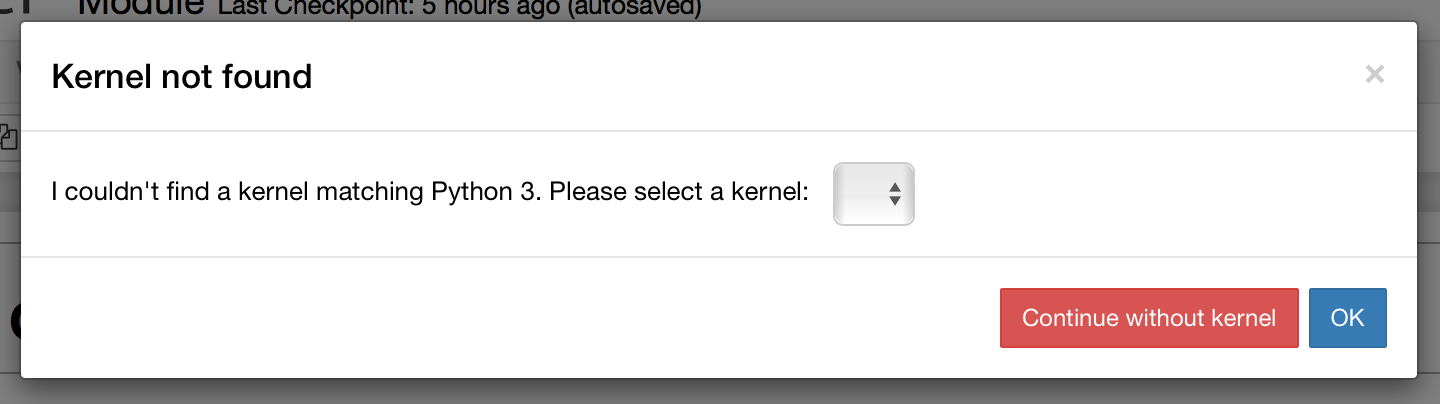 Module Last Checkpoint: 5 hours ago (autosaved)
Kernel not found
×
I couldn't find a kernel matching Python 3. Please select a kernel:
Continue without kernel
OK